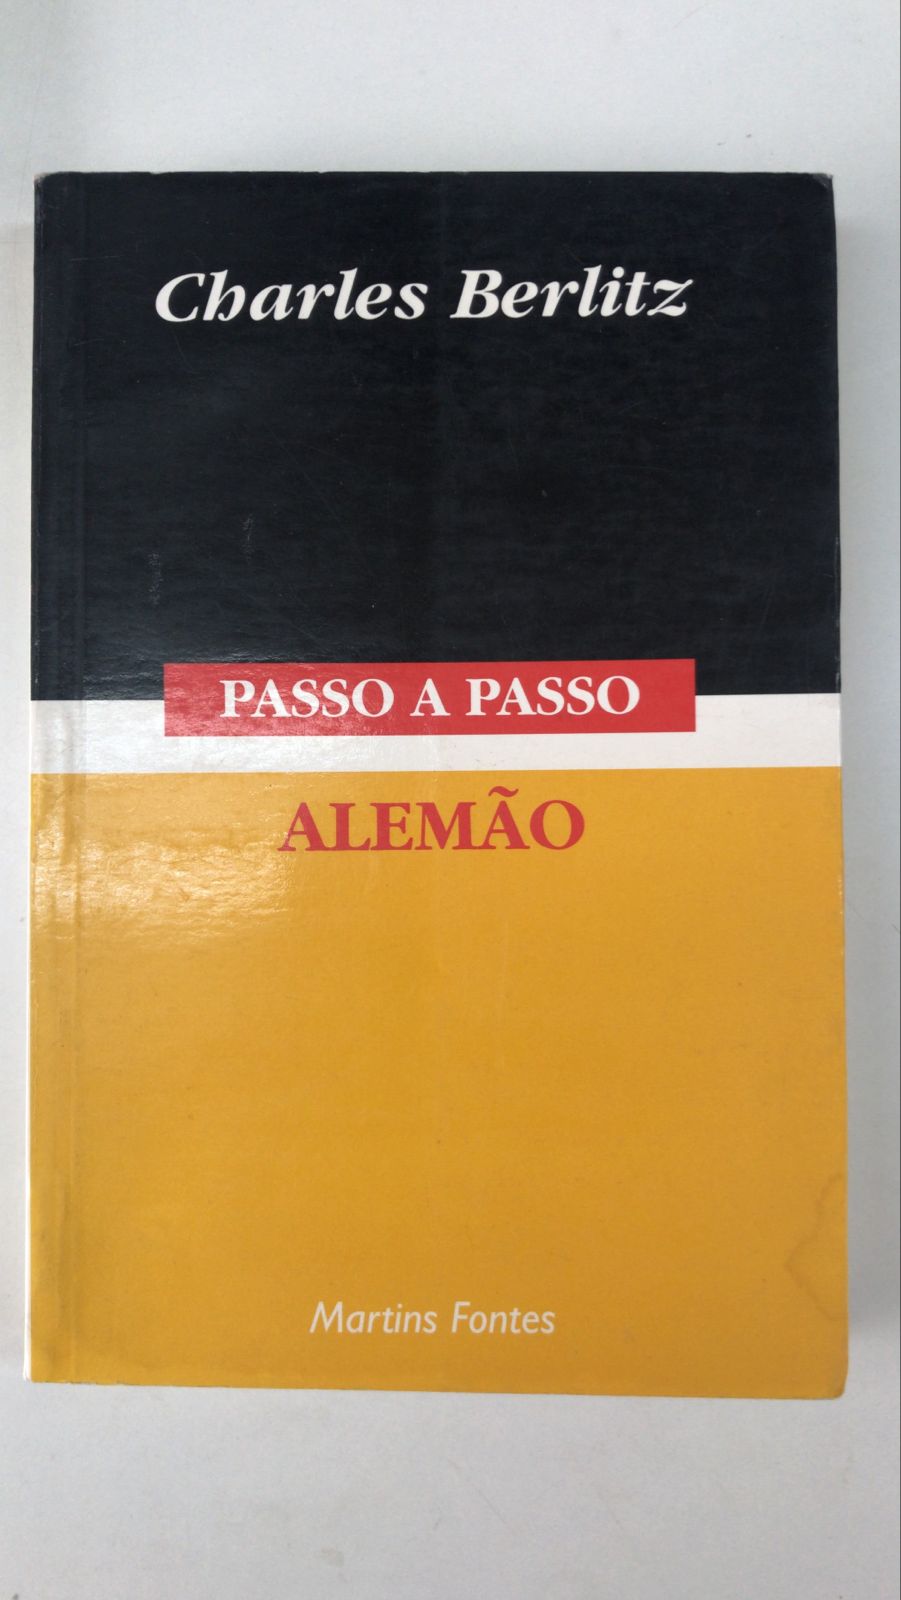 Charles Berlitz
PASSO A PASSO
ALEMÃO
Martins Fontes